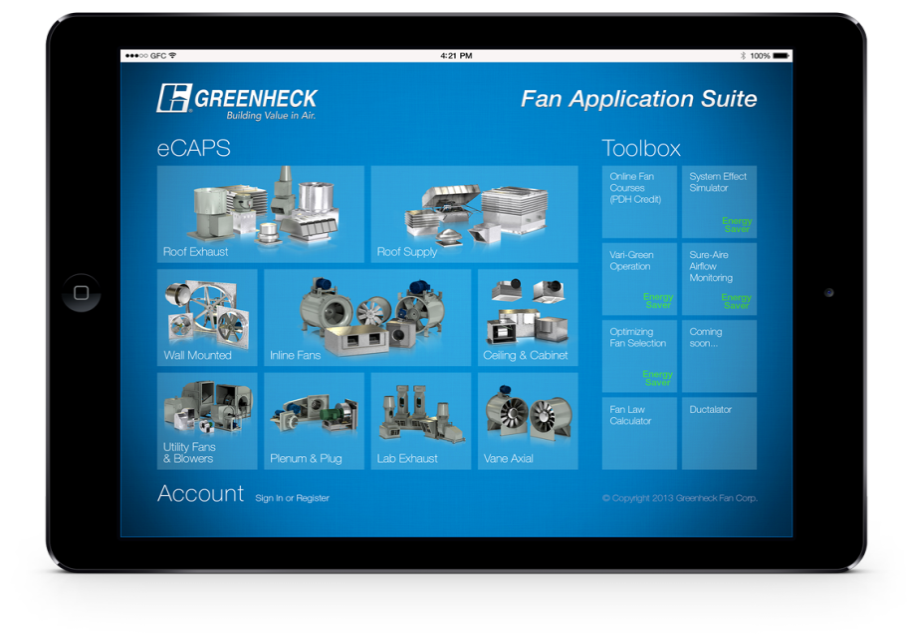 GFC
4:21 PM
100%
GREENHECK
Building Value in Air.
Fan Application Suite
eCAPS
Toolbox
Roof Exhaust
Roof Supply
Wall Mounted
Inline Fans
Ceiling & Cabinet
Utility Fans
& Blowers
Plenum & Plug
Lab Exhaust
Vane Axial
Online Fan
Courses
(PDH Credit)
System Effect
Simulator
Energy
Saver
Vari-Green
Operation
Energy
Saver
Sure-Aire
Airflow
Monitoring
Energy
Saver
Optimizing
Fan Selection
Energy
Saver
Coming
soon...
Fan Law
Calculator
Ductalator
Account
Sign In or Register
© Copyright 2013 Greenheck Fan Corp.